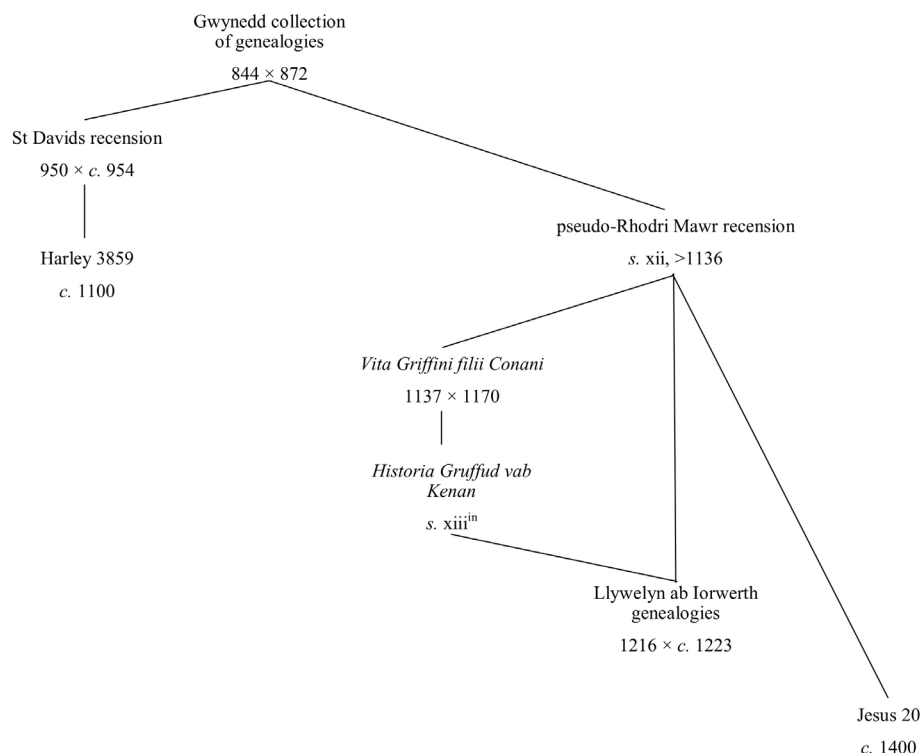 Gwynedd collection
of genealogies
844 × 872
St Davids recension
950 × c. 954
Harley 3859
c. 1100
pseudo-Rhodri Mawr recension
s. xii, >1136
Vita Griffini filii Conani
1137 × 1170
Historia Gruffud vab
Kenan
s. xiiiⁱⁿ
Llywelyn ab Iorwerth
genealogies
1216 × c. 1223
Jesus 20
c. 1400